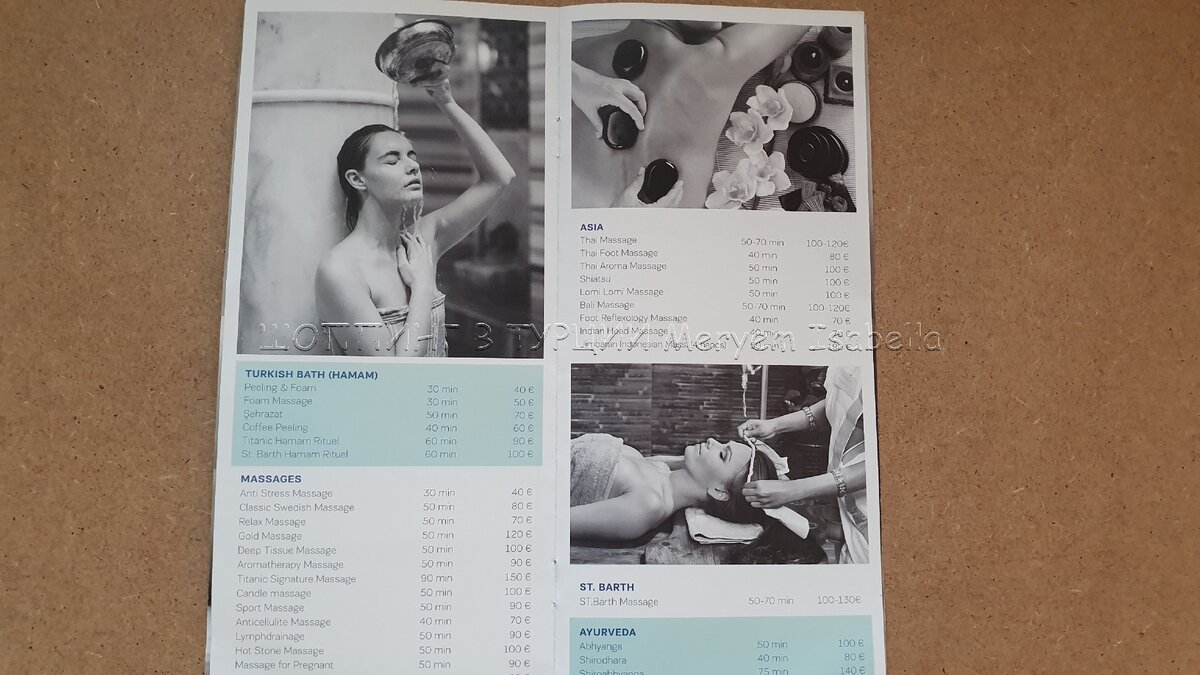 TURKISH BATH (HAMAM)
Peeling & Foam 30 min 40 €
Foam Massage 30 min 50 €
Şehrazat 50 min 70 €
Coffee Peeling 40 min 60 €
Titanic Hamam Rituel 60 min 90 €
St. Barth Hamam Rituel 60 min 100 €
MASSAGES
Anti Stress Massage 30 min 40 €
Classic Swedish Massage 50 min 80 €
Relax Massage 50 min 70 €
Gold Massage 50 min 120 €
Deep Tissue Massage 50 min 100 €
Aromatherapy Massage 50 min 90 €
Titanic Signature Massage 90 min 150 €
Candle massage 50 min 100 €
Sport Massage 50 min 90 €
Anticellulite Massage 40 min 70 €
Lymphdrainage 50 min 90 €
Hot Stone Massage 50 min 100 €
Massage for Pregnant 50 min 90 €
ASIA
Thai Massage 50-70 min 100-120€
Thai Foot Massage 40 min 80 €
Thai Aroma Massage 50 min 100 €
Shiatsu 50 min 100 €
Lomi Lomi Massage 50 min 100 €
Bali Massage 50-70 min 100-120€
Foot Reflexology Massage 40 min 70 €
Indian Head Massage 40 min
Jimbaran Indonesian Mass.(4 hands)
ШОППИНГ В ТУРЦИИ Meryem Isabella
ST. BARTH
ST.Barth Massage 50-70 min 100-130€
AYURVEDA
Abhyanga 50 min 100 €
Shirodhara 40 min 80 €
Shiroabhyanga 75 min 140 €